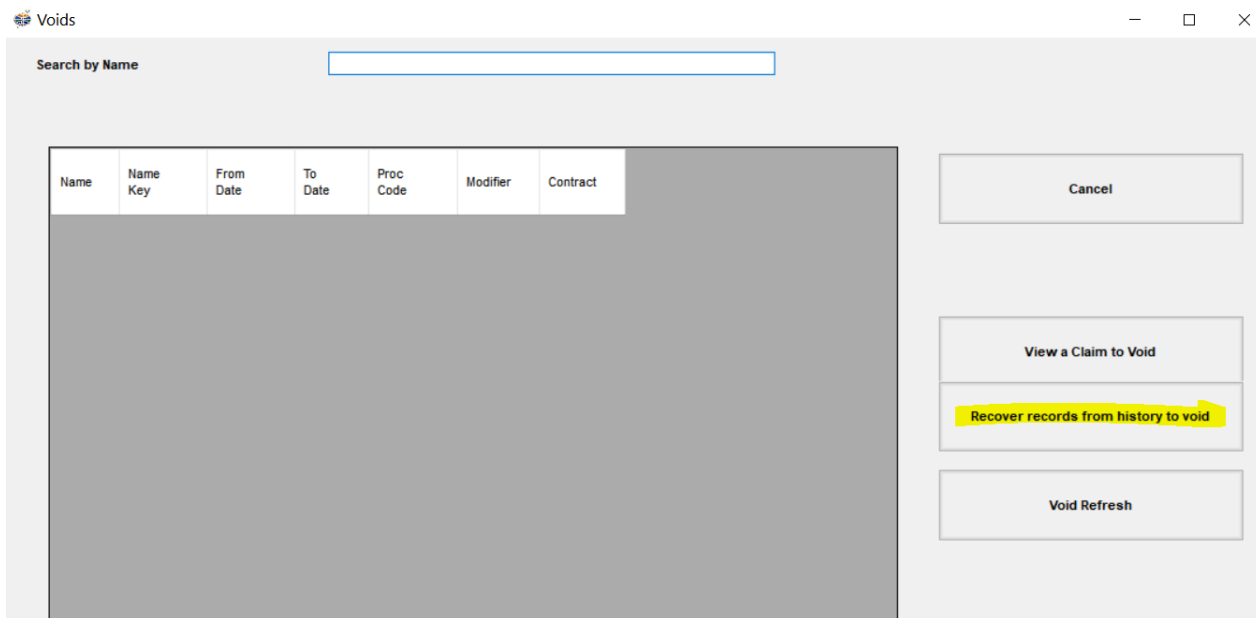 Voids
Search by Name
Name
Name Key
From Date
To Date
Proc Code
Modifier
Contract
Cancel
View a Claim to Void
Recover records from history to void
Void Refresh